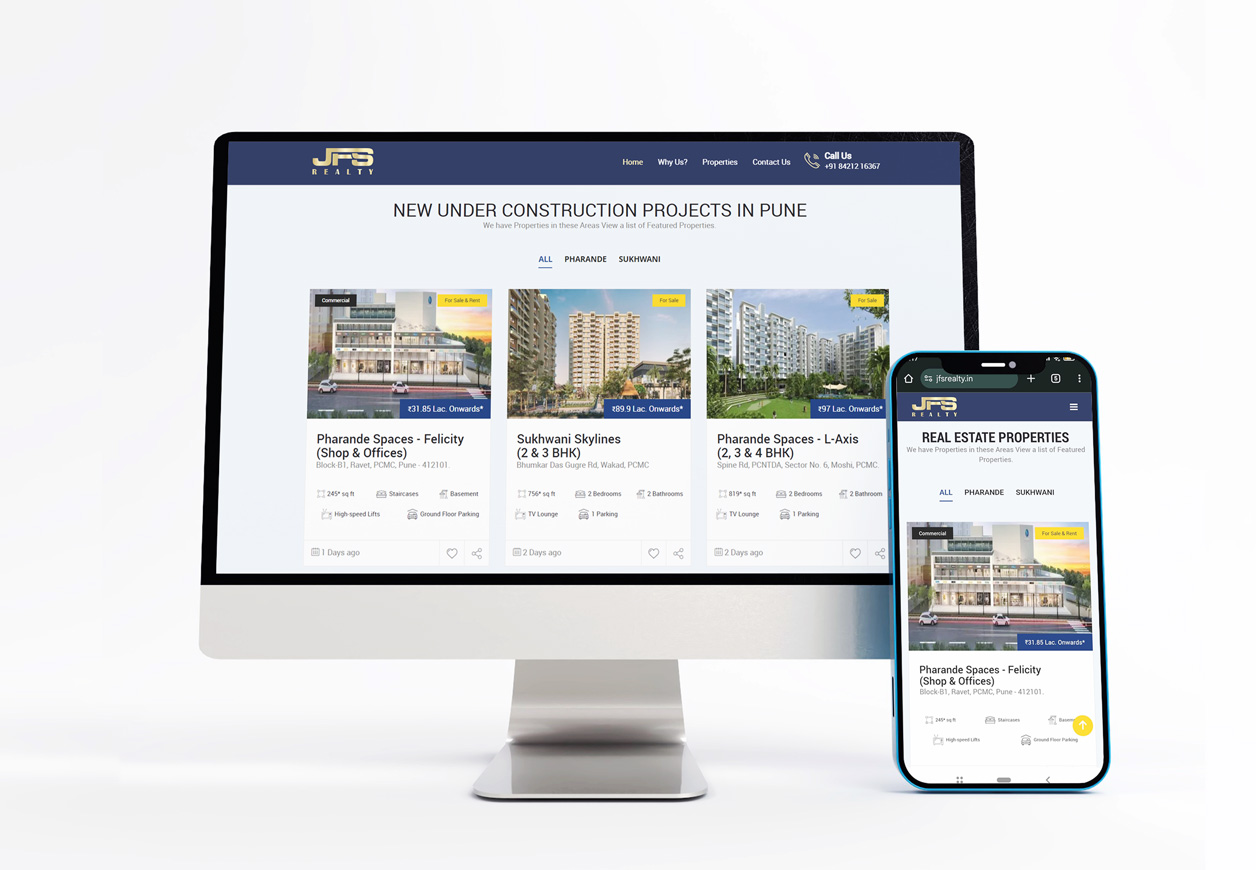 JFS
REALTY
Home Why Us? Properties Contact Us Call Us
+91 84212 16367
NEW UNDER CONSTRUCTION PROJECTS IN PUNE
We have Properties in these Areas View a list of Featured Properties.
ALL PHARANDE SUKHWANI
Commercial For Sale & Rent
₹31.85 Lac. Onwards*
Pharande Spaces - Felicity
(Shop & Offices)
Block-B1, Ravet, PCMC, Pune - 412101.
245* sq ft Staircases Basement
High-speed Lifts Ground Floor Parking
1 Days ago
For Sale
₹89.9 Lac. Onwards*
Sukhwani Skylines
(2 & 3 BHK)
Bhumkar Das Gugre Rd, Wakad, PCMC
756* sq ft 2 Bedrooms 2 Bathrooms
TV Lounge 1 Parking
2 Days ago
For Sale
₹97 Lac. Onwards*
Pharande Spaces - L-Axis
(2, 3 & 4 BHK)
Spine Rd, PCNTDA, Sector No. 6, Moshi, PCMC.
819* sq ft 2 Bedrooms 2 Bathroom
TV Lounge 1 Parking
2 Days ago
jfsrealty.in
JFS
REALTY
REAL ESTATE PROPERTIES
We have Properties in these Areas View a list of Featured
Properties.
ALL PHARANDE SUKHWANI
Commercial For Sale & Rent
₹31.85 Lac. Onwards*
Pharande Spaces - Felicity
(Shop & Offices)
Block-B1, Ravet, PCMC, Pune - 412101.
245* sq ft Staircases Basem
High-speed Lifts Ground Floor Parking